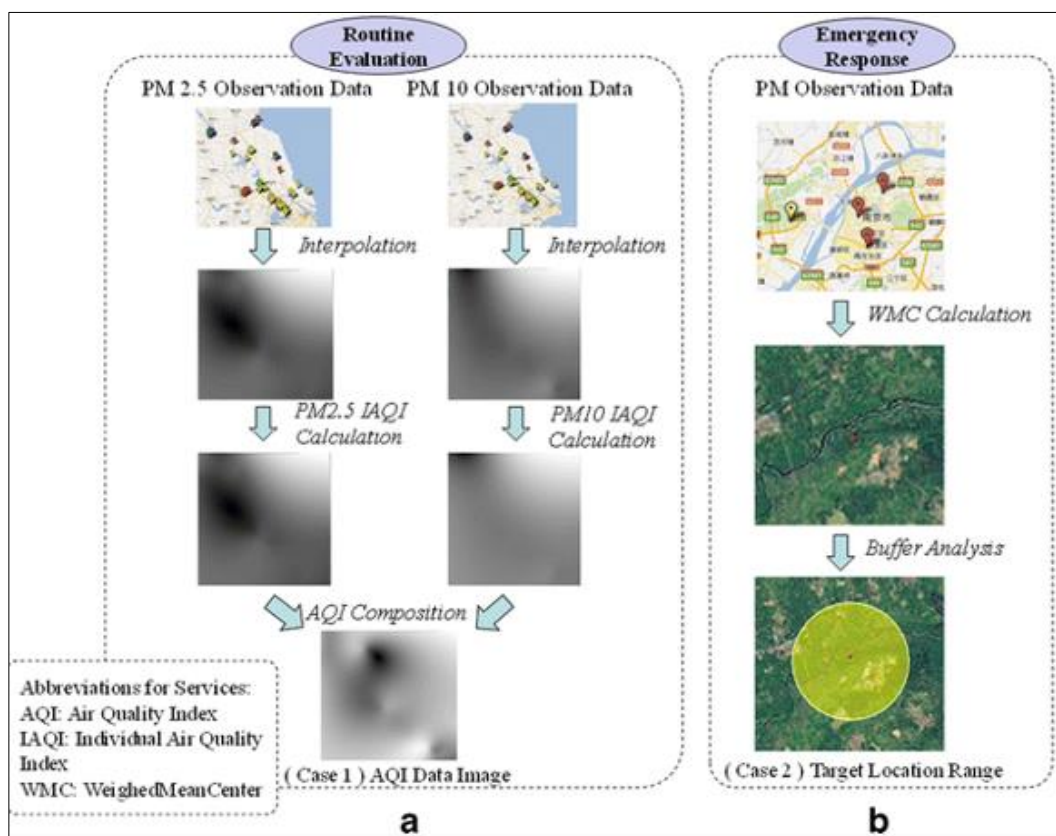 Routine
Evaluation
PM 2.5 Observation Data
PM 10 Observation Data
Interpolation
Interpolation
PM2.5 IAQI
Calculation
PM10 IAQI
Calculation
AQI Composition
( Case 1 ) AQI Data Image
Abbreviations for Services:
AQI: Air Quality Index
IAQI: Individual Air Quality
Index
WMC: WeighedMeanCenter
a
Emergency
Response
PM Observation Data
WMC Calculation
Buffer Analysis
( Case 2 ) Target Location Range
b